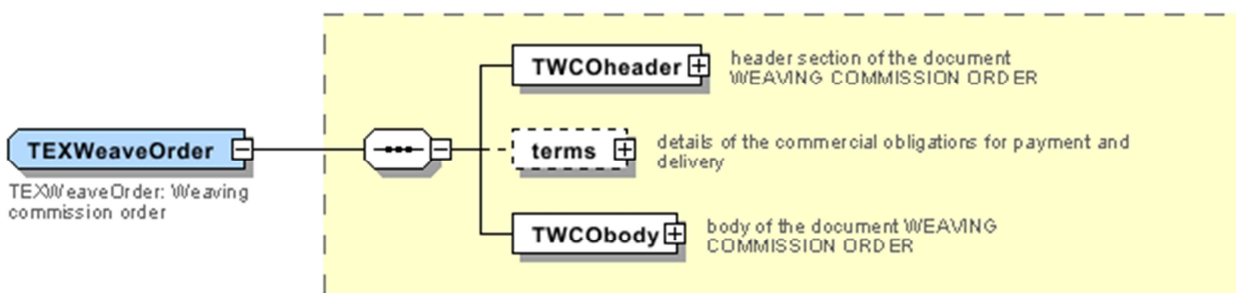 TWCOheader
header section of the document
WEAVING COMMISSION ORDER
TEXWeaveOrder
terms
details of the commercial obligations for payment and
delivery
TEXWeaveOrder: Weaving
commission order
TWCObody
body of the document WEAVING
COMMISSION ORDER